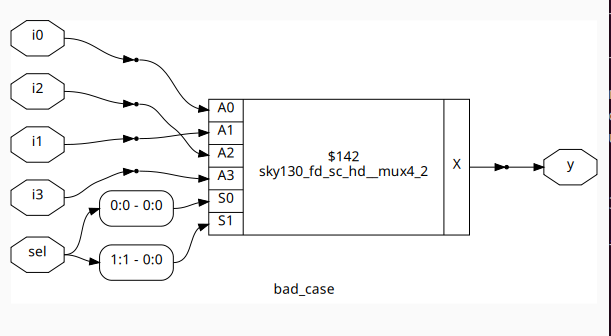 i0
i2
i1
i3
sel
0:0 - 0:0
1:1 - 0:0
A0
A1
A2
A3
S0
S1
$142
sky130_fd_sc_hd__mux4_2
X
y
bad_case